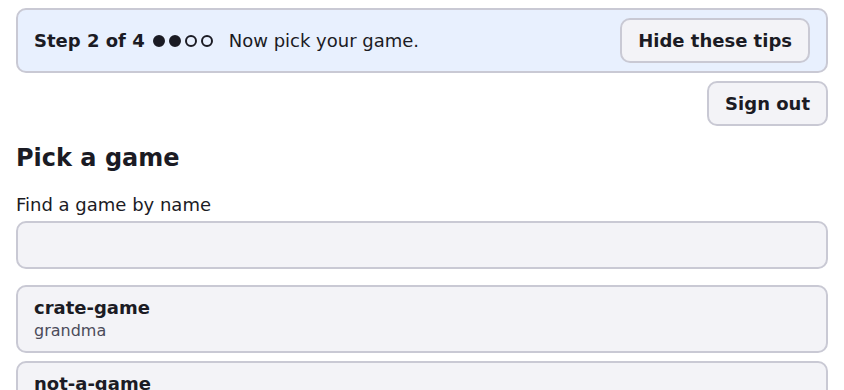 Step 2 of 4 Now pick your game. Hide these tips
Sign out
Pick a game
Find a game by name
crate-game
grandma
not-a-game